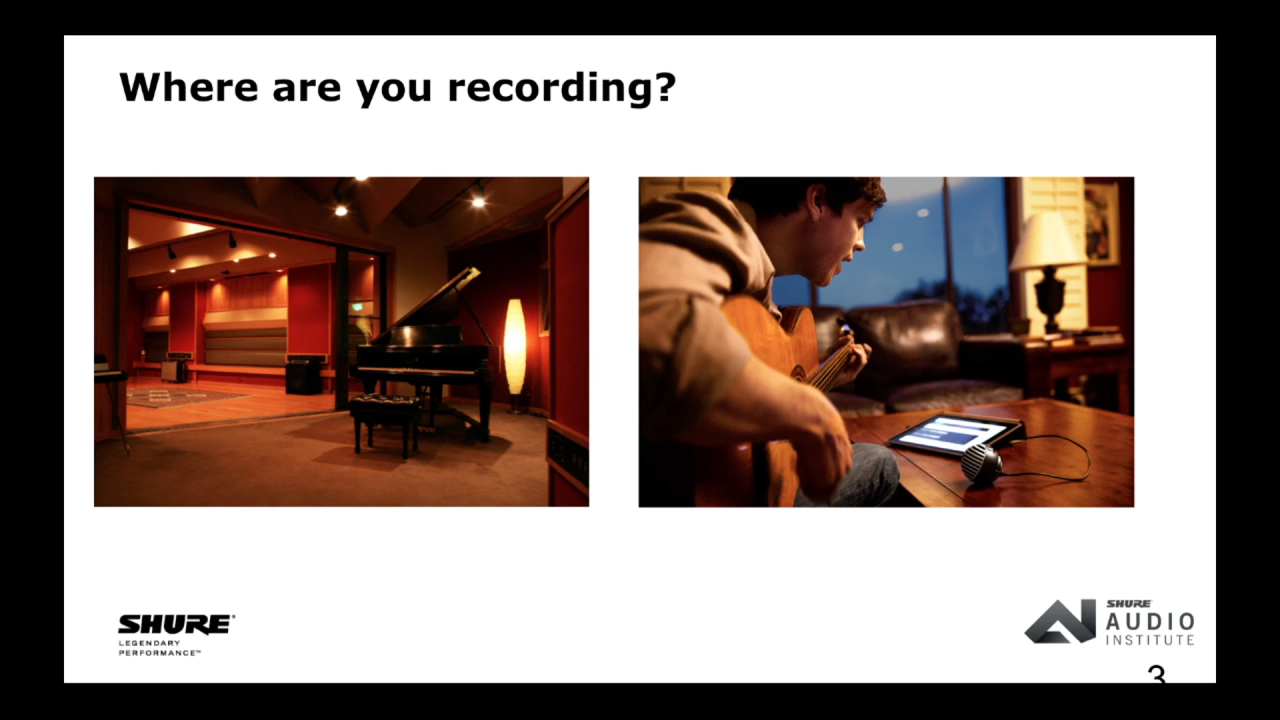 Where are you recording?
SHURE®
LEGENDARY
PERFORMANCE™
SHURE
AUDIO
INSTITUTE
3